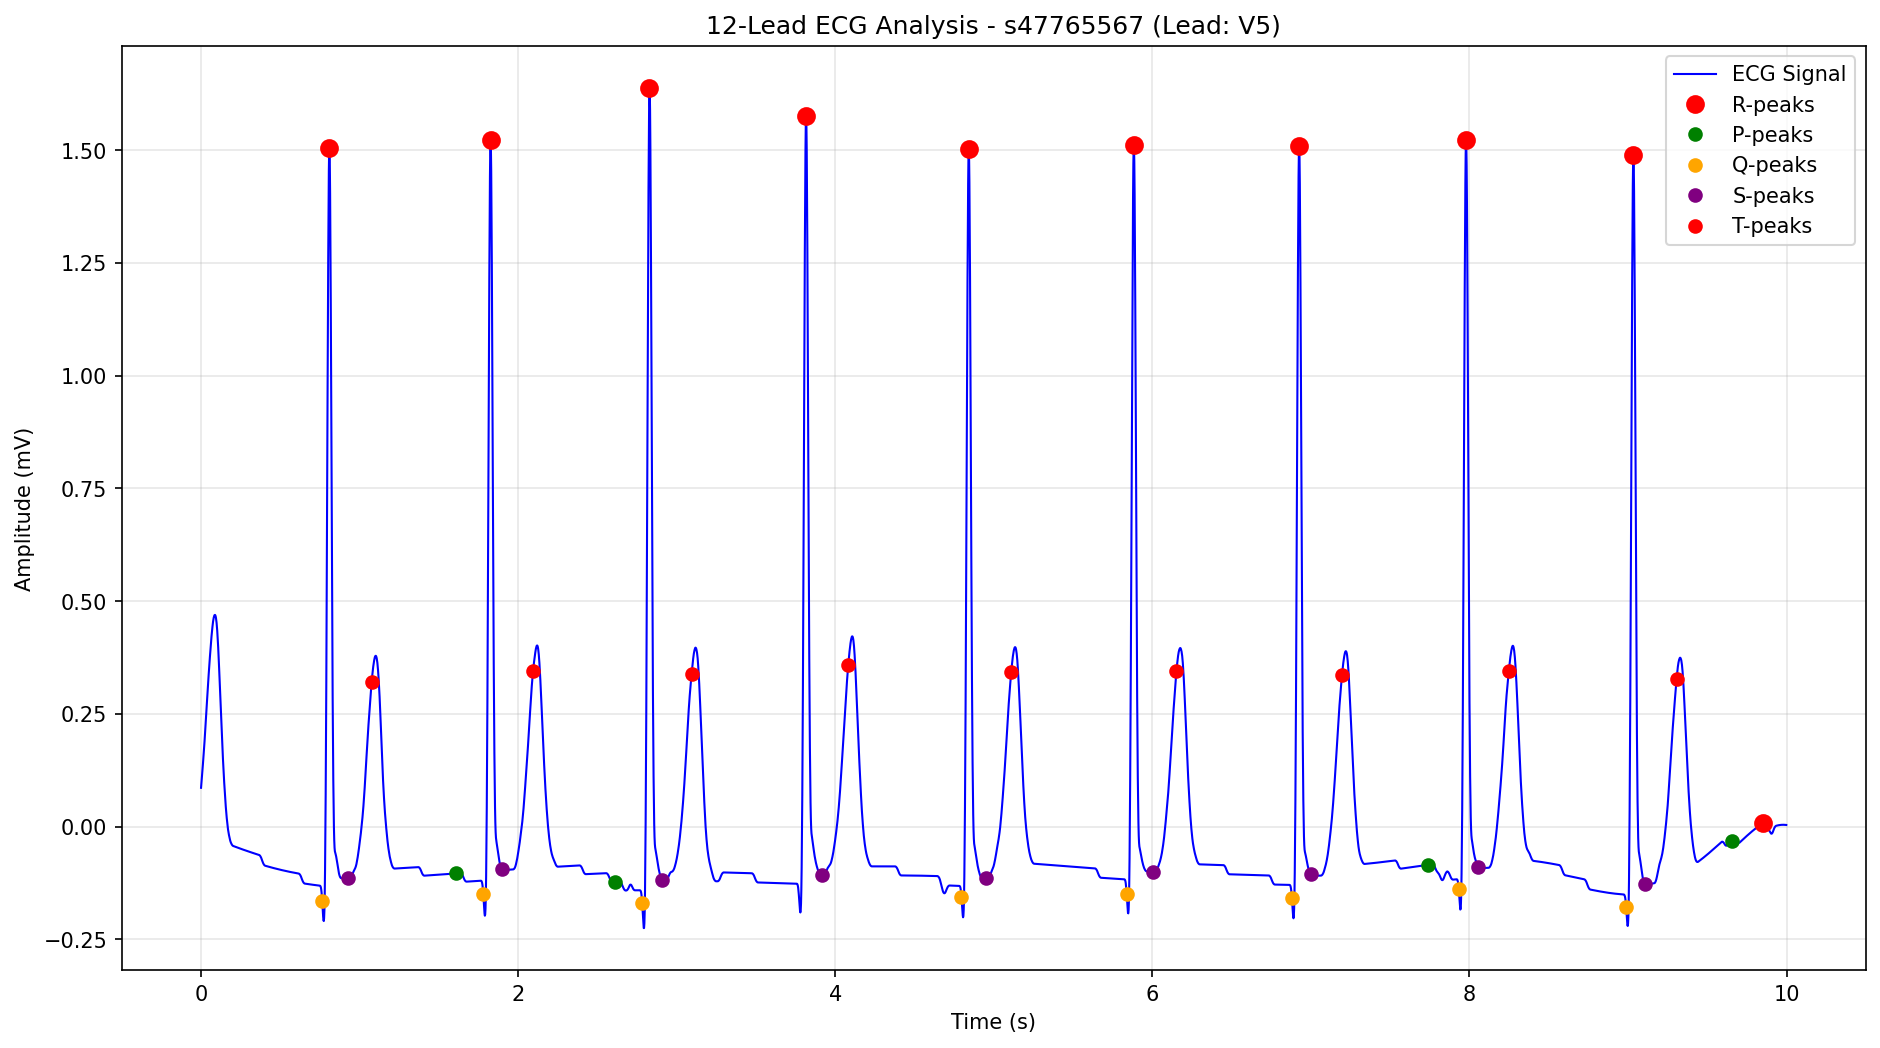 12-Lead ECG Analysis - s47765567 (Lead: V5)
ECG Signal
R-peaks
P-peaks
Q-peaks
S-peaks
T-peaks
Amplitude (mV)
1.50
1.25
1.00
0.75
0.50
0.25
0.00
−0.25
0 2 4 6 8 10
Time (s)